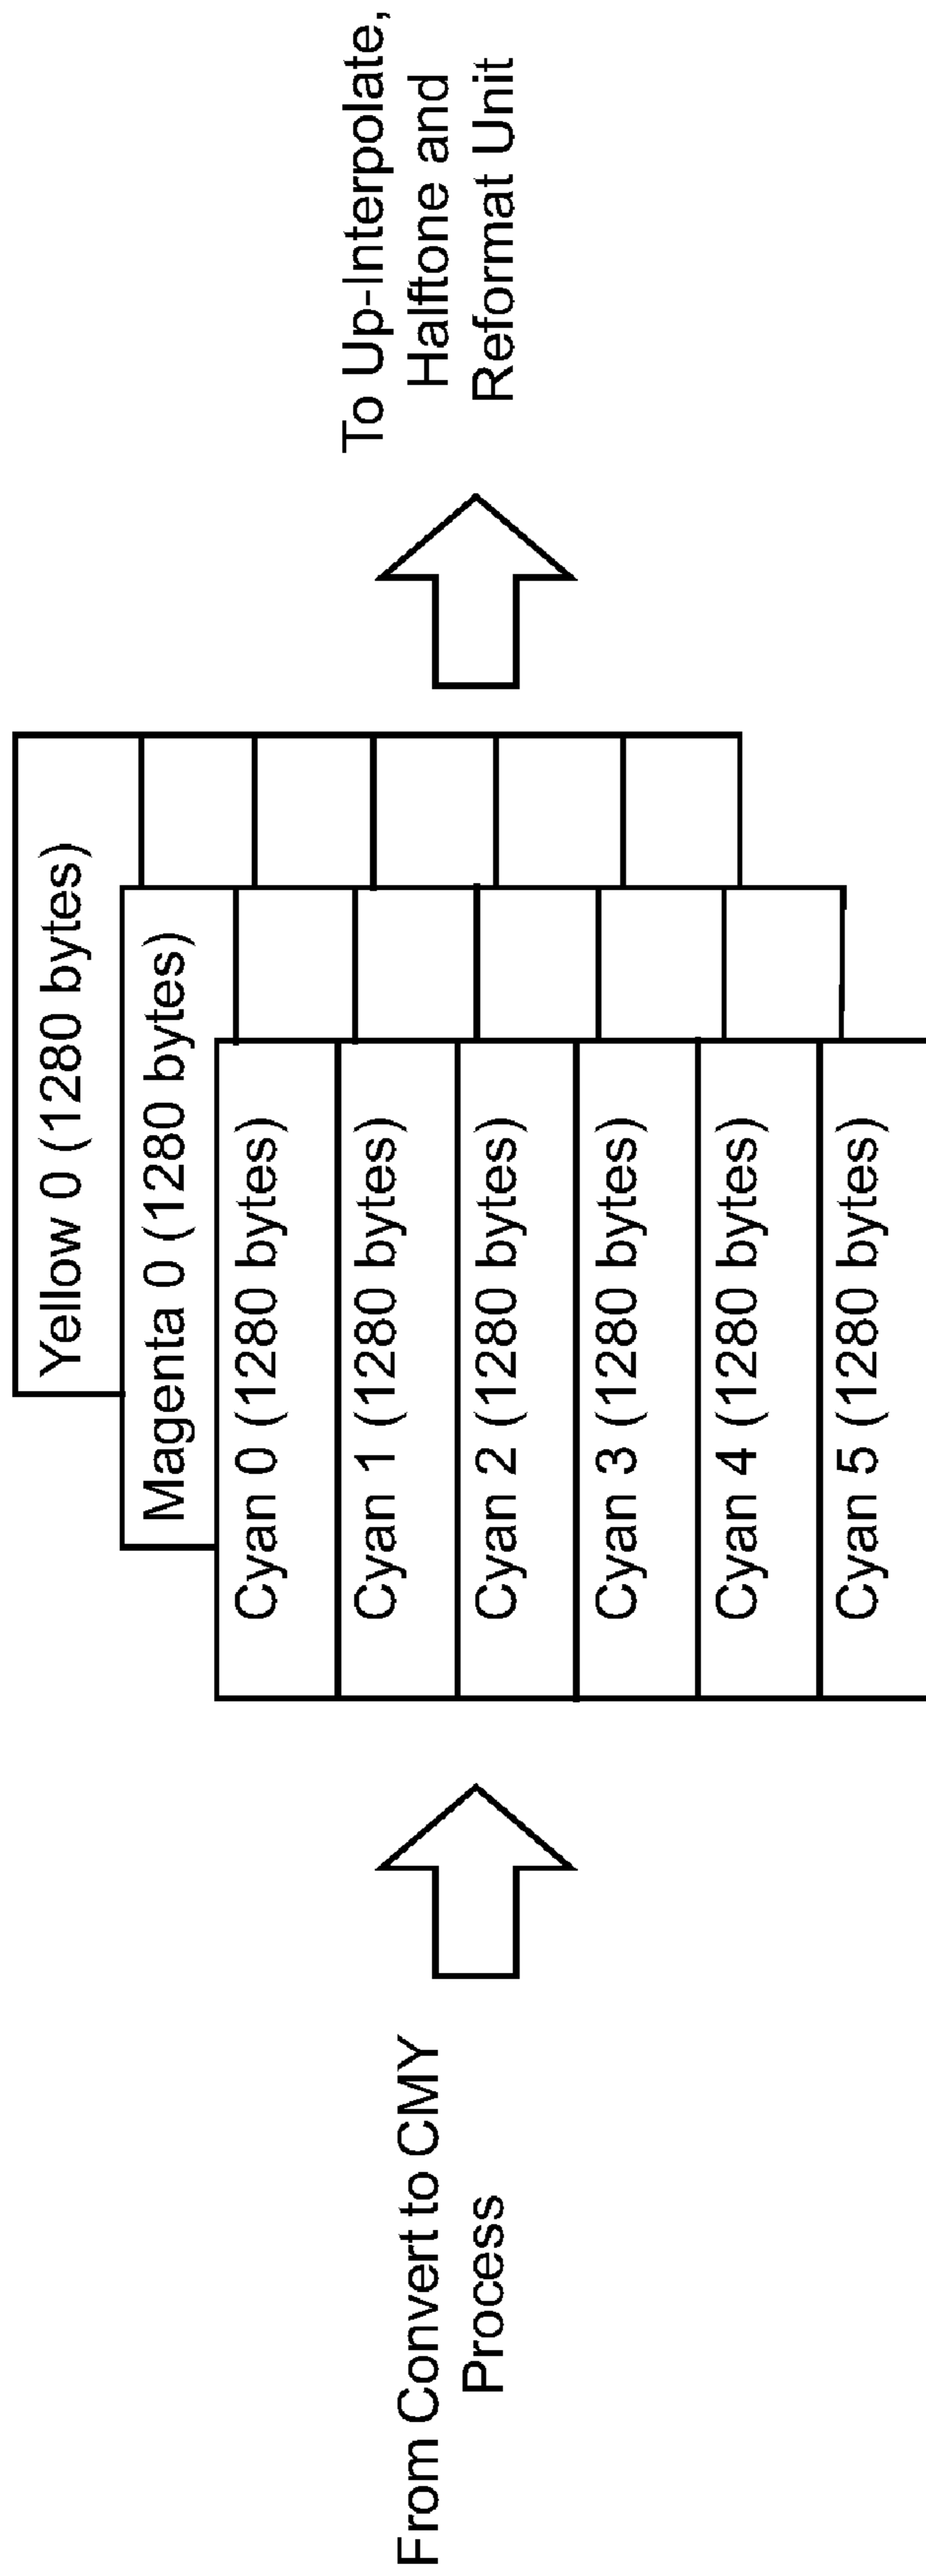 From Convert to CMY
Process
Yellow 0 (1280 bytes)
Magenta 0 (1280 bytes)
Cyan 0 (1280 bytes)
Cyan 1 (1280 bytes)
Cyan 2 (1280 bytes)
Cyan 3 (1280 bytes)
Cyan 4 (1280 bytes)
Cyan 5 (1280 bytes)
To Up-Interpolate,
Halftone and
Reformat Unit